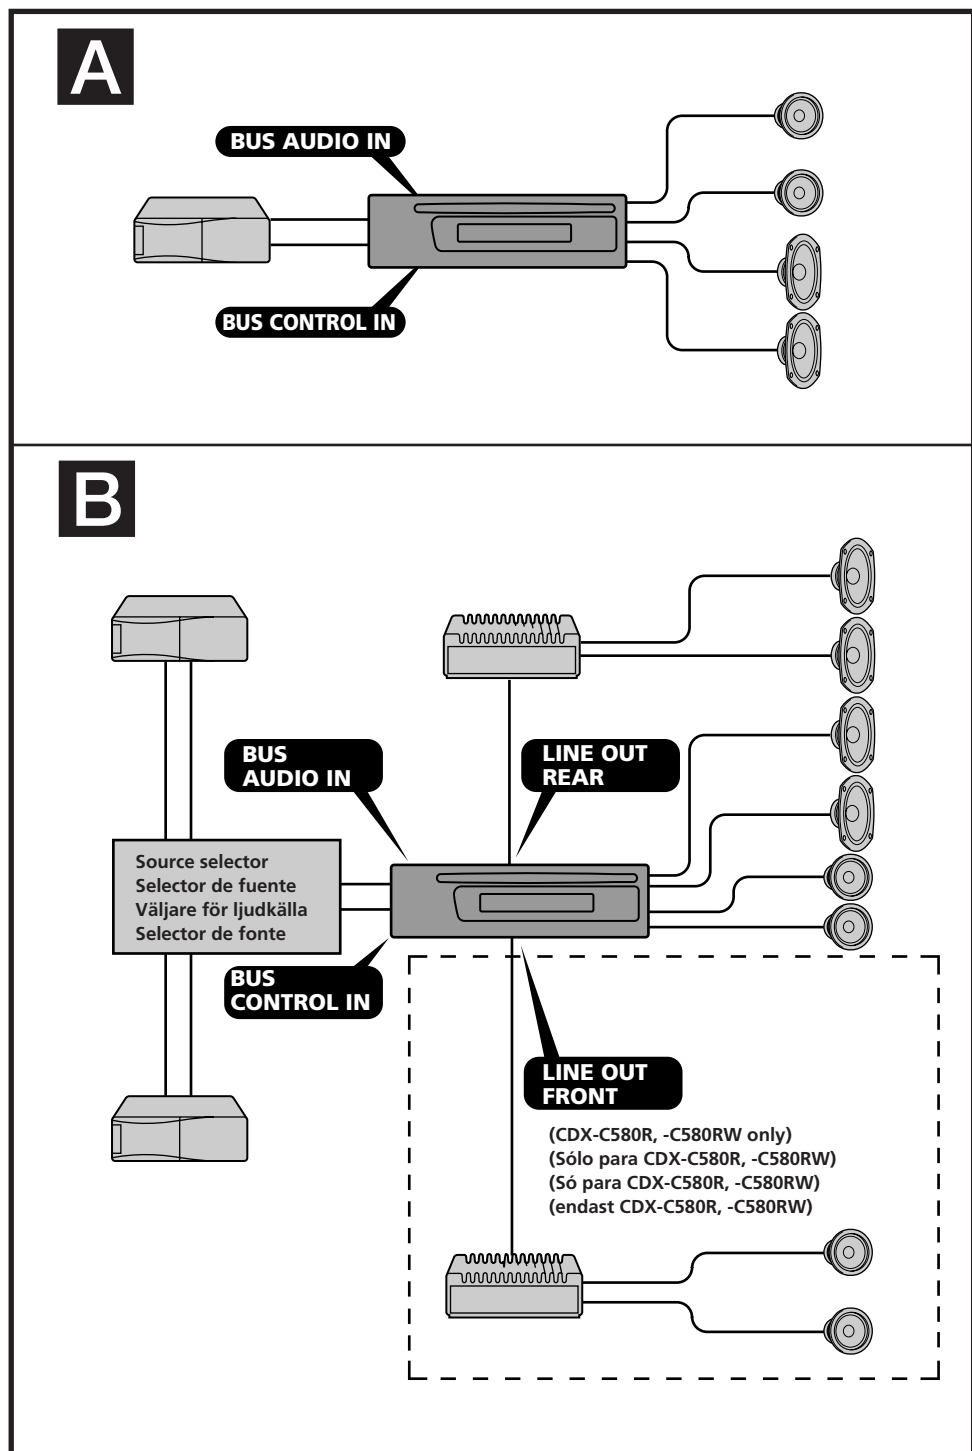 A
BUS AUDIO IN
BUS CONTROL IN
B
BUS
AUDIO IN
LINE OUT
REAR
Source selector
Selector de fuente
Väljare för ljudkälla
Selector de fonte
BUS
CONTROL IN
LINE OUT
FRONT
(CDX-C580R, -C580RW only)
(Sólo para CDX-C580R, -C580RW)
(Só para CDX-C580R, -C580RW)
(endast CDX-C580R, -C580RW)